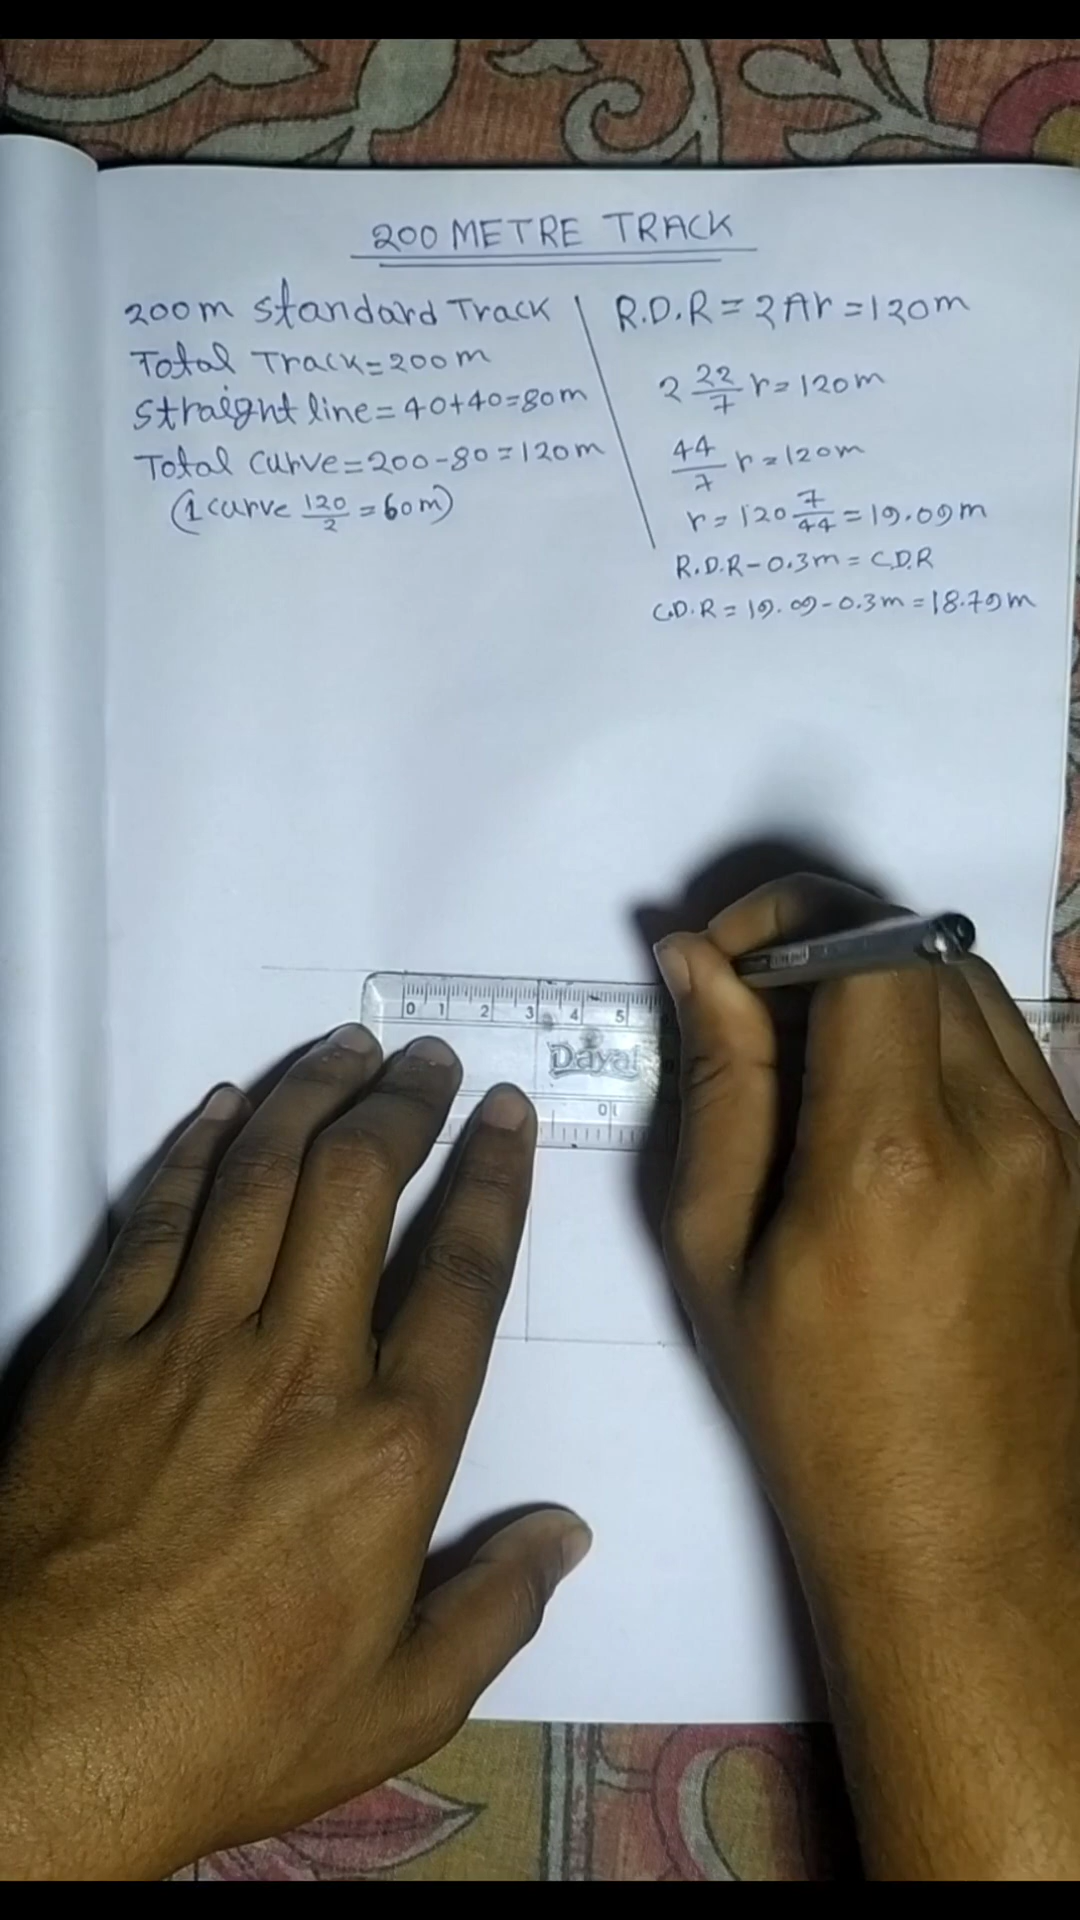 200 METRE TRACK
200m standard Track
Total Track=200m
straight line=40+40=80m
Total curve=200-80=120m
(1 curve 120/2=60m)
R.D.R=2πr=120m
2 22/7 r=120m
44/7 r=120m
r=120 7/44=19.09m
R.D.R-0.3m=C.D.R
C.D.R=19.09-0.3m=18.79m
0 1 2 3 4 5
Dayal